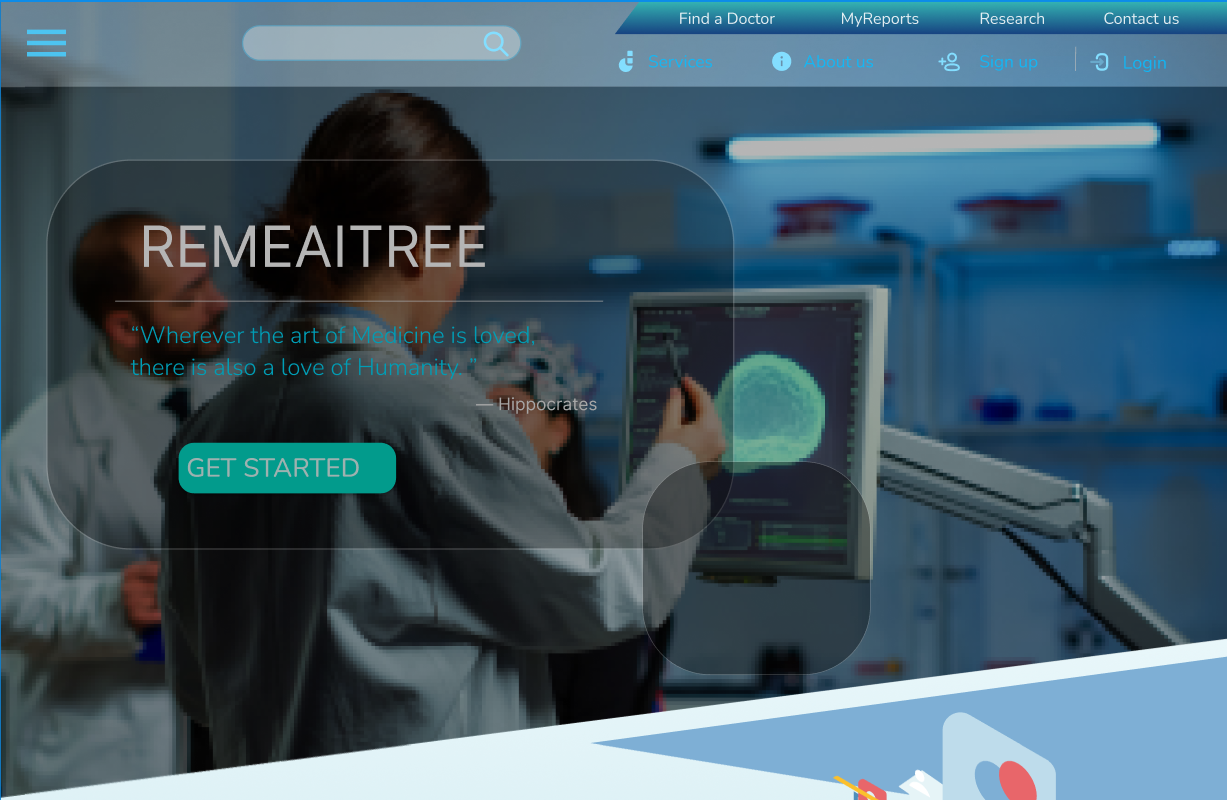 Find a Doctor MyReports Research Contact us
Services About us Sign up Login
REMEAITREE
“Wherever the art of Medicine is loved,
there is also a love of Humanity. ”
— Hippocrates
GET STARTED